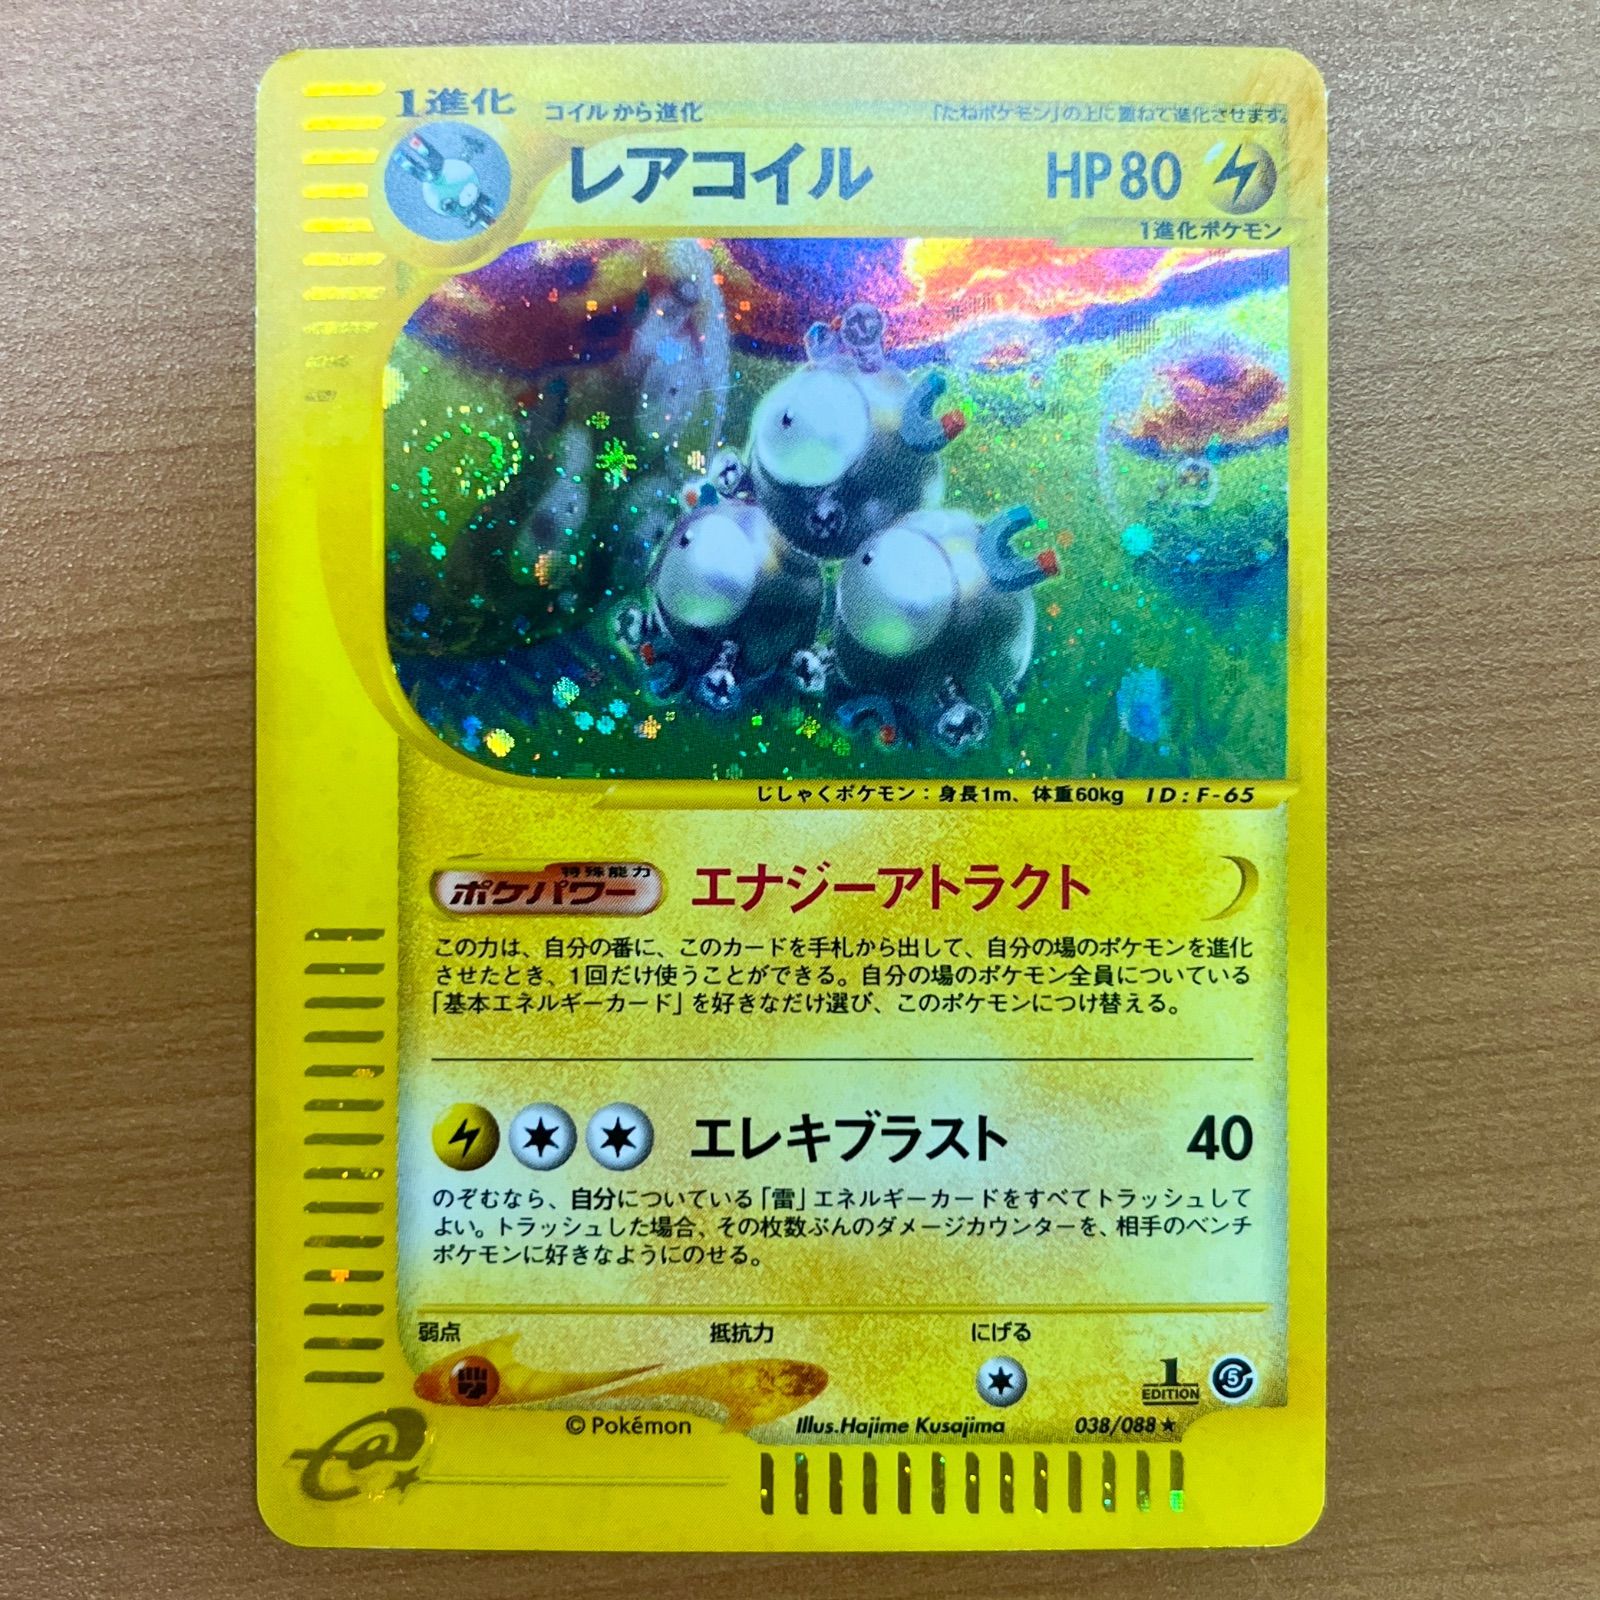 1進化 コイルから進化 「たねポケモン」の上に重ねて進化させます。
レアコイル HP80
1進化ポケモン
じしゃくポケモン：身長1m、体重60kg ID:F-65
特殊能力
ポケパワー エナジーアトラクト
この力は、自分の番に、このカードを手札から出して、自分の場のポケモンを進化
させたとき、1回だけ使うことができる。自分の場のポケモン全員についている
「基本エネルギーカード」を好きなだけ選び、このポケモンにつけ替える。
エレキブラスト 40
のぞむなら、自分についている「雷」エネルギーカードをすべてトラッシュして
よい。トラッシュした場合、その枚数ぶんのダメージカウンターを、相手のベンチ
ポケモンに好きなようにのせる。
弱点 抵抗力 にげる
1 EDITION 5
© Pokémon Illus.Hajime Kusajima 038/088 ★
e